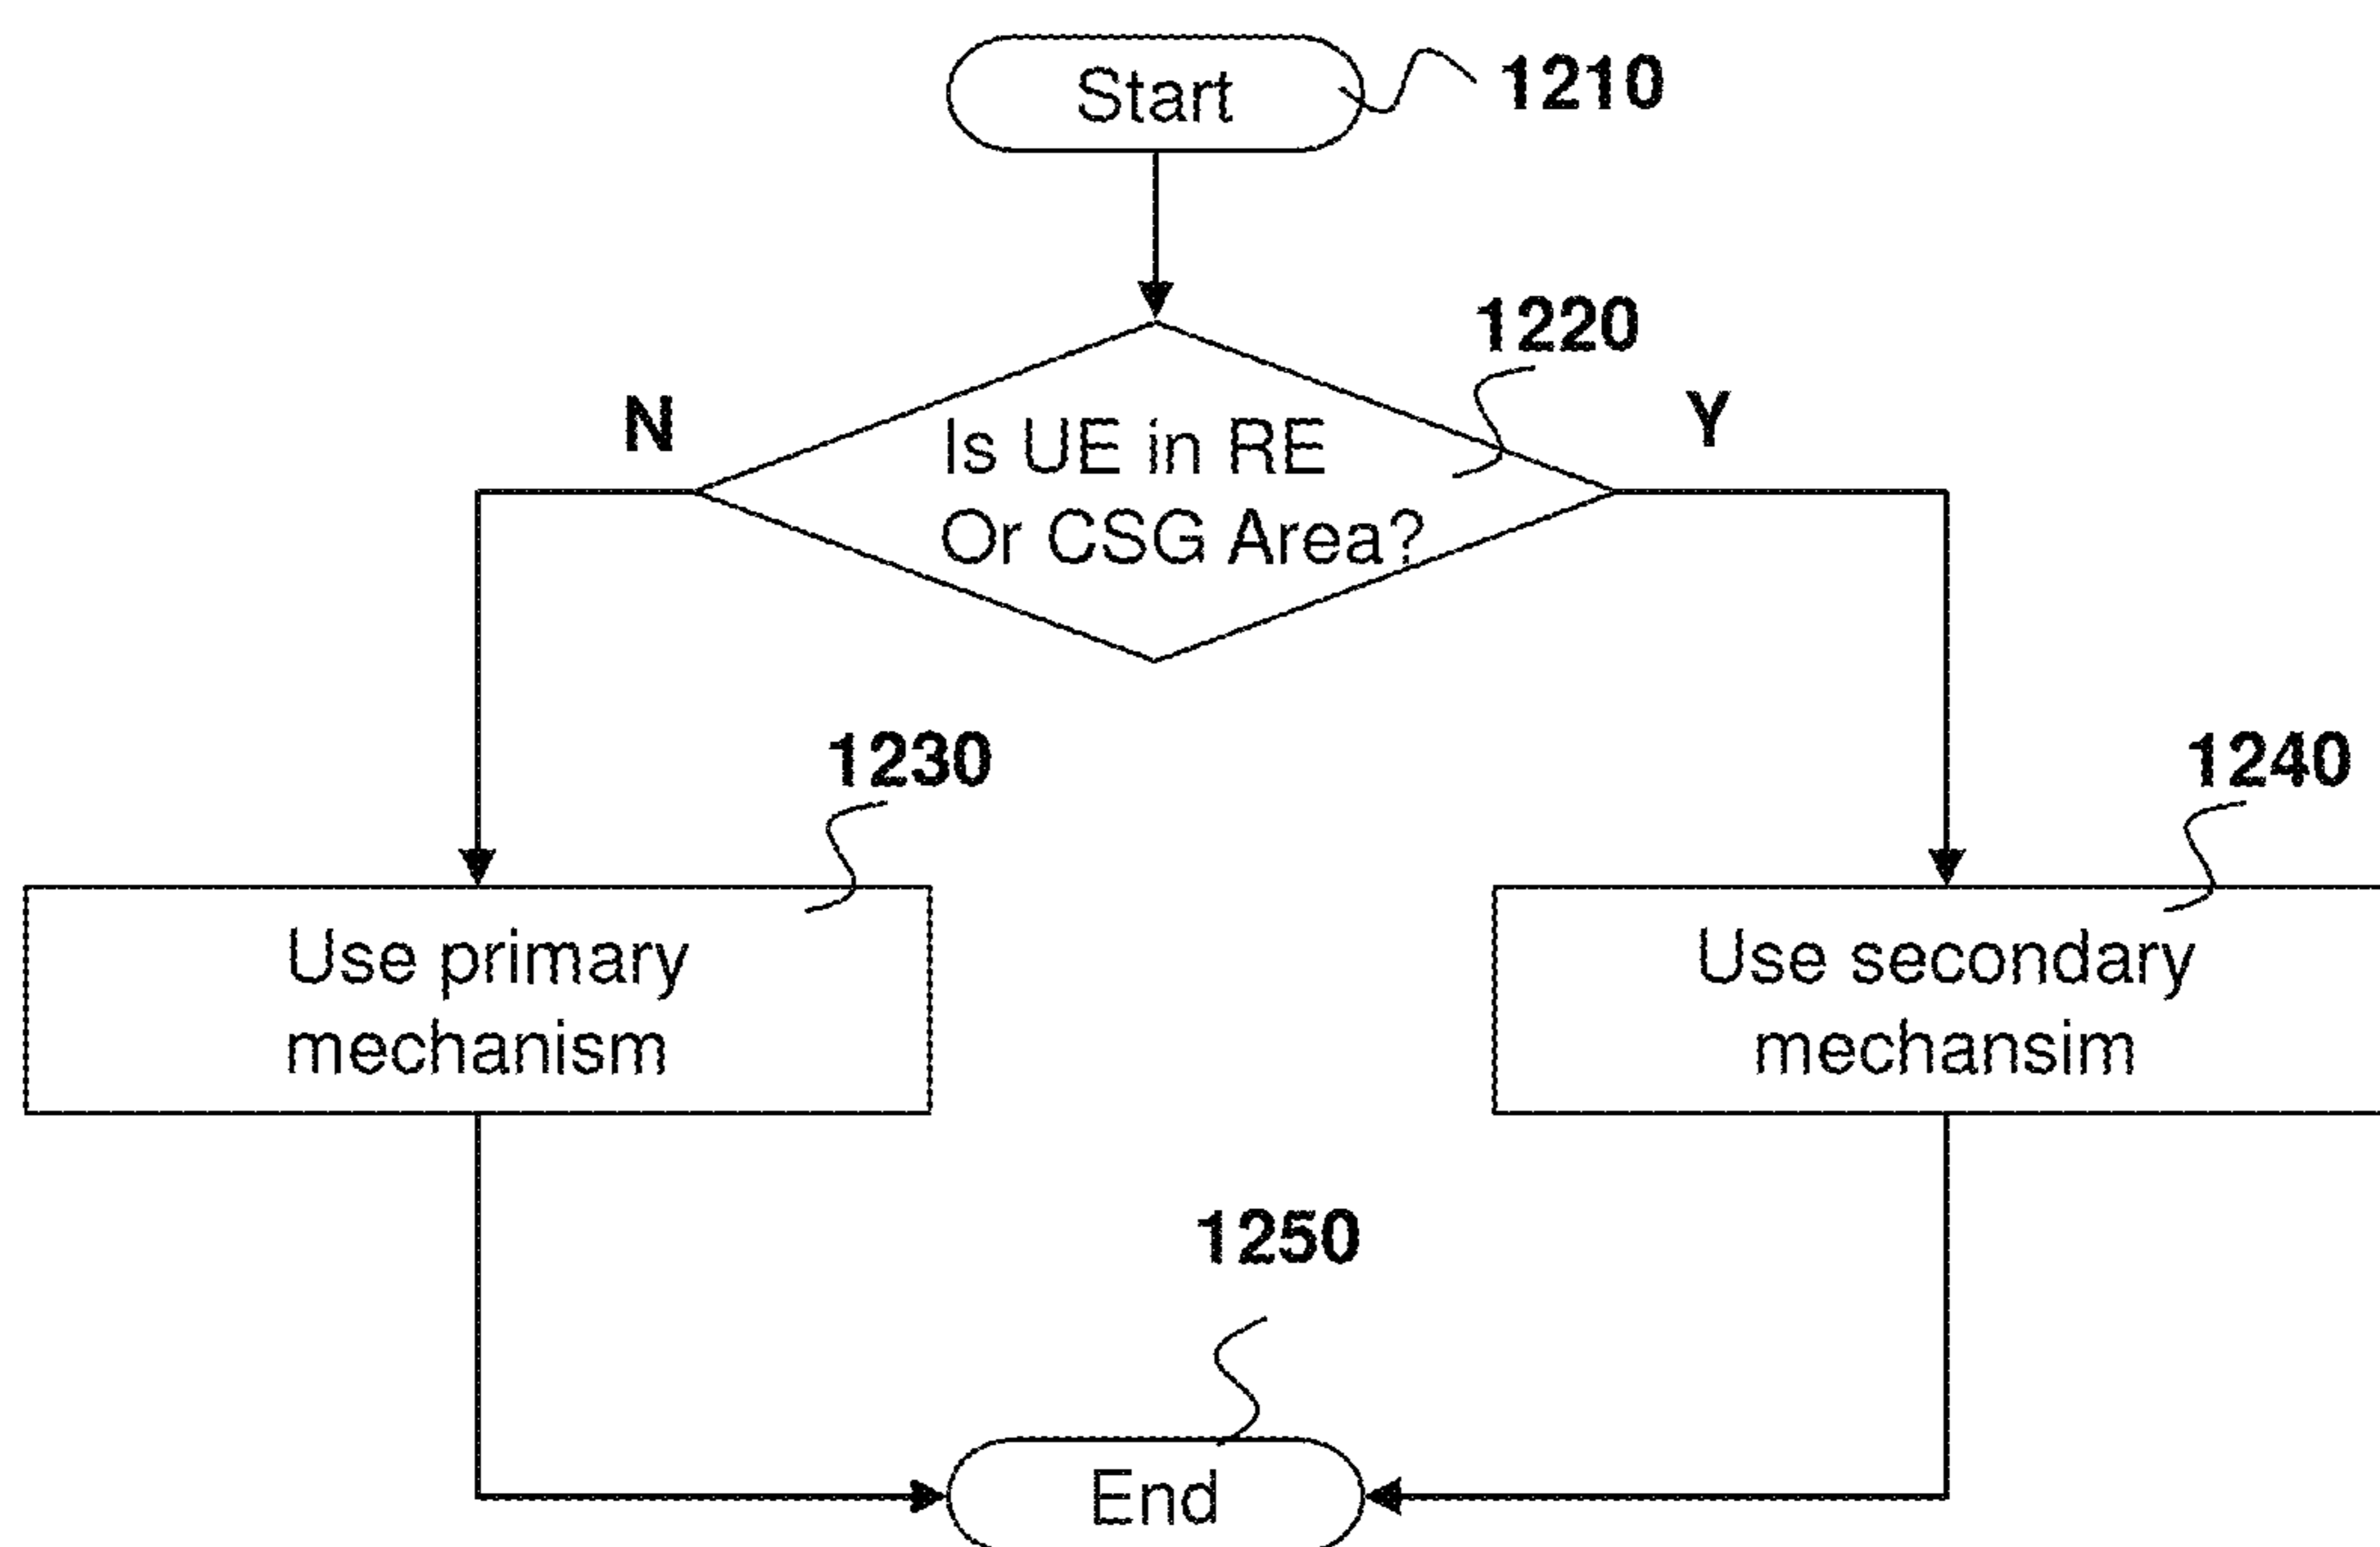 Start
1210
1220
N
Y
Is UE in RE
Or CSG Area?
1230
1240
Use primary
mechanism
Use secondary
mechansim
1250
End